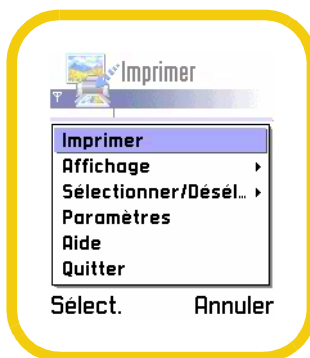 Imprimer
Imprimer
Affichage
Sélectionner/Désél...
Paramètres
Aide
Quitter
Sélect. Annuler